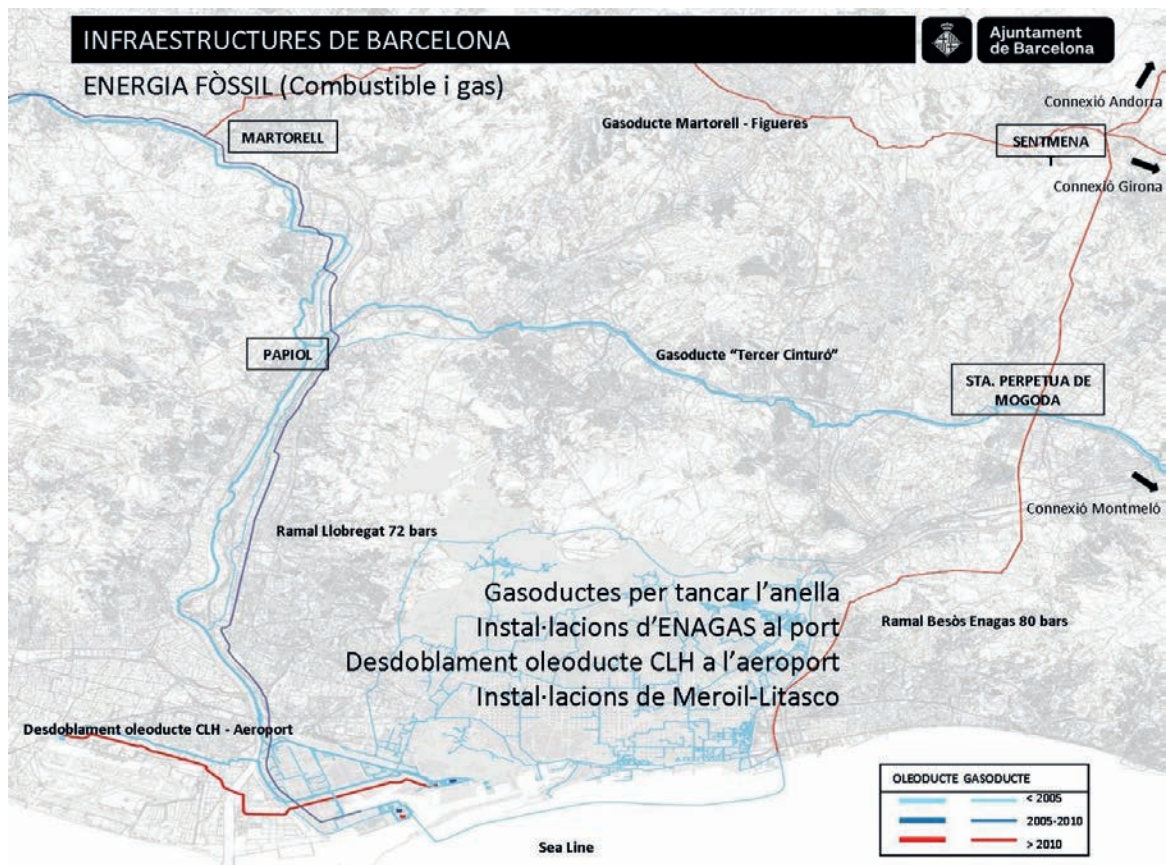 INFRAESTRUCTURES DE BARCELONA
Ajuntament
de Barcelona
ENERGIA FÒSSIL (Combustible i gas)
Connexió Andorra
Gasoducte Martorell - Figueres
MARTORELL
SENTMENA
Connexió Girona
PAPIOL
Gasoducte “Tercer Cinturó”
STA. PERPETUA DE
MOGODA
Connexió Montmeló
Ramal Llobregat 72 bars
Gasoductes per tancar l’anella
Instal·lacions d’ENAGAS al port
Ramal Besòs Enagas 80 bars
Desdoblament oleoducte CLH a l’aeroport
Instal·lacions de Meroil-Litasco
Desdoblament oleoducte CLH - Aeroport
OLEODUCTE GASODUCTE
< 2005
2005-2010
> 2010
Sea Line